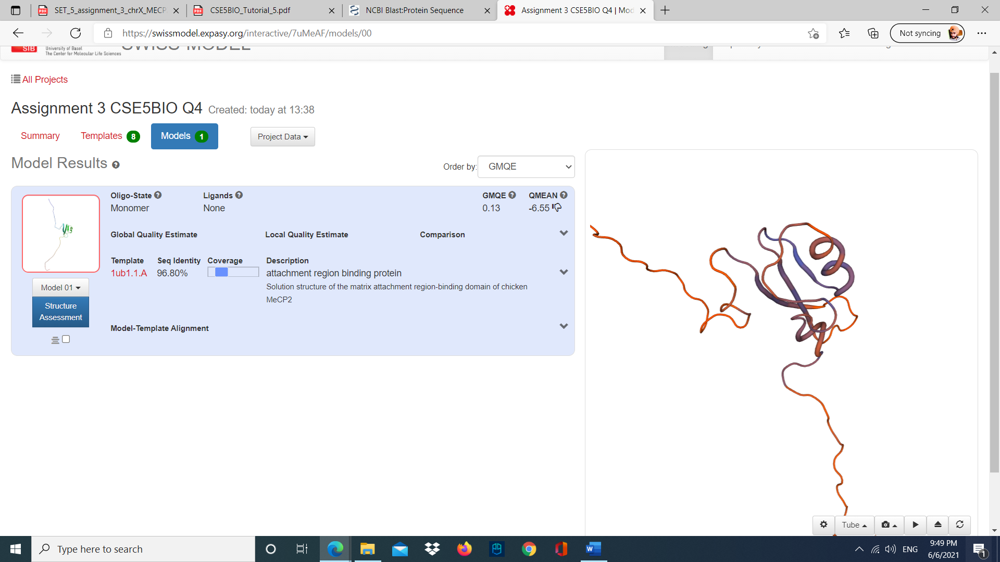 SET_5_assignment_3_chrX_MECP
CSE5BIO_Tutorial_5.pdf
NCBI Blast:Protein Sequence
Assignment 3 CSE5BIO Q4 | Mod
https://swissmodel.expasy.org/interactive/7uMeAF/models/00
Not syncing
SIB
University of Basel
The Center for Molecular Life Sciences
SWISS-MODEL
All Projects
Assignment 3 CSE5BIO Q4 Created: today at 13:38
Summary Templates 8 Models 1 Project Data
Model Results
Order by: GMQE
Oligo-State Ligands GMQE QMEAN
Monomer None 0.13 -6.55
Global Quality Estimate Local Quality Estimate Comparison
Template Seq Identity Coverage Description
1ub1.1.A 96.80% attachment region binding protein
Solution structure of the matrix attachment region-binding domain of chicken
MeCP2
Model 01
Structure
Assessment
Model-Template Alignment
Tube
Type here to search
ENG
9:49 PM
6/6/2021
1